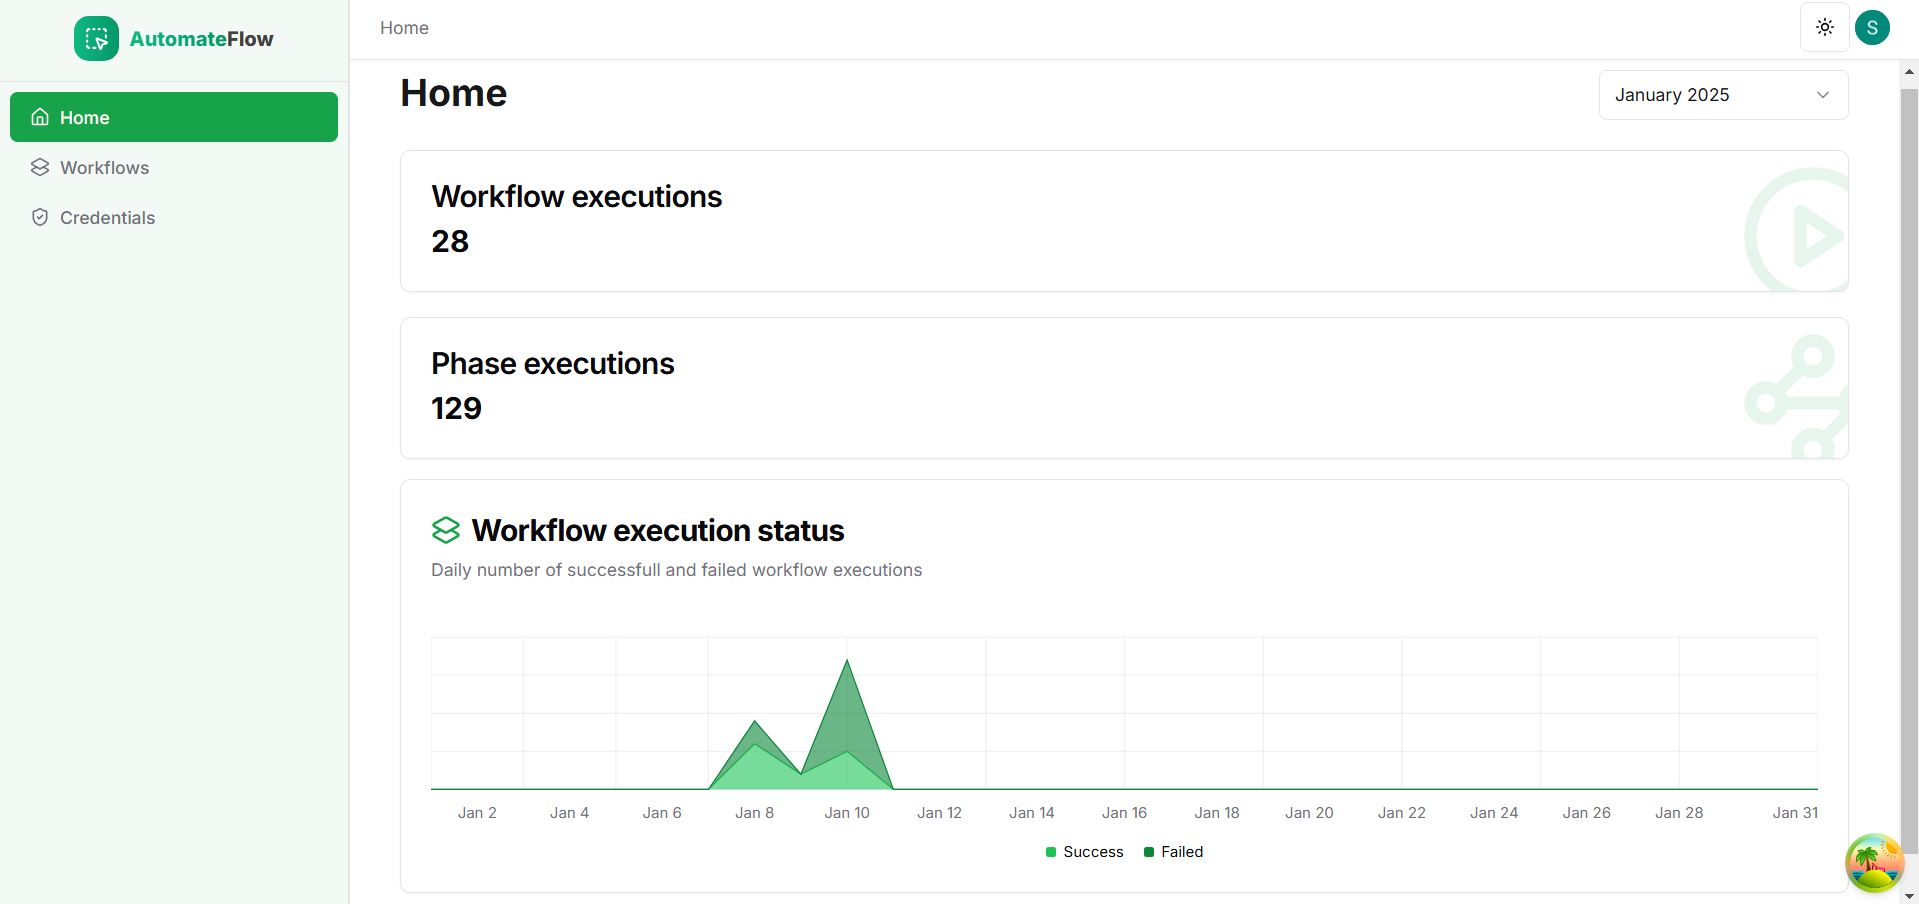 AutomateFlow
Home
Workflows
Credentials
Home
S
Home
January 2025
Workflow executions
28
Phase executions
129
Workflow execution status
Daily number of successfull and failed workflow executions
Jan 2 Jan 4 Jan 6 Jan 8 Jan 10 Jan 12 Jan 14 Jan 16 Jan 18 Jan 20 Jan 22 Jan 24 Jan 26 Jan 28 Jan 31
Success Failed